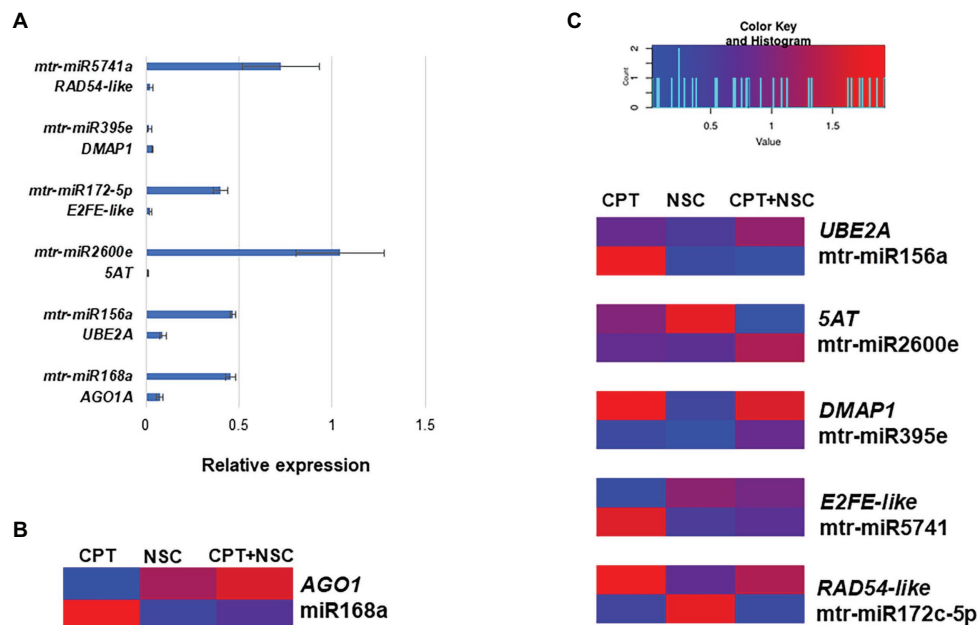 A
mtr-miR5741a
RAD54-like
mtr-miR395e
DMAP1
mtr-miR172-5p
E2FE-like
mtr-miR2600e
5AT
mtr-miR156a
UBE2A
mtr-miR168a
AGO1A
0 0.5 1 1.5
Relative expression
B
CPT NSC CPT+NSC
AGO1
miR168a
C
Color Key
and Histogram
Count
0 1 2
0.5 1 1.5
Value
CPT NSC CPT+NSC
UBE2A
mtr-miR156a
5AT
mtr-miR2600e
DMAP1
mtr-miR395e
E2FE-like
mtr-miR5741
RAD54-like
mtr-miR172c-5p